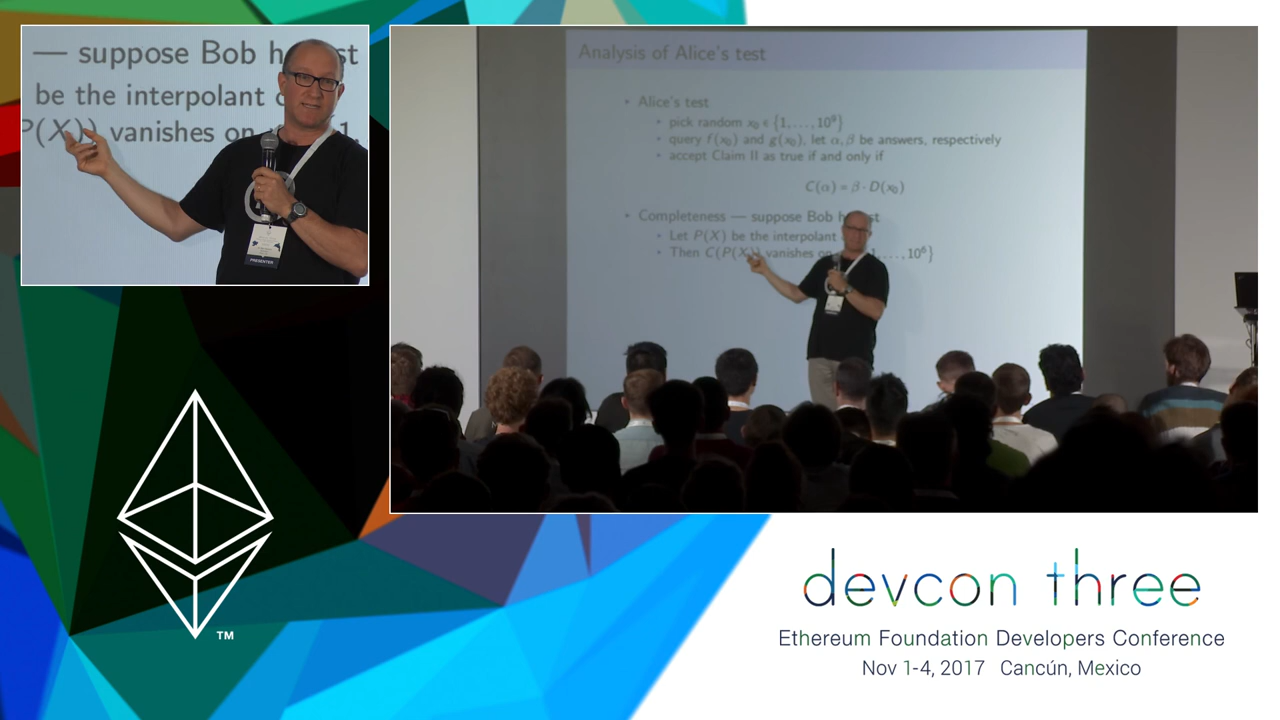 — suppose Bob h st
be the interpolant
P(X)) vanishes on 1,
PRESENTER
Analysis of Alice's test
• Alice's test
• pick random x₀ ∈ {1, . . . , 10⁹}
• query f(x₀) and g(x₀), let α, β be answers, respectively
• accept Claim II as true if and only if
C(α) = β · D(x₀)
• Completeness — suppose Bob h st
• Let P(X) be the interpolant
• Then C(P(X)) vanishes on 1, . . . , 10⁶}
TM
devcon three
Ethereum Foundation Developers Conference
Nov 1-4, 2017 Cancún, Mexico